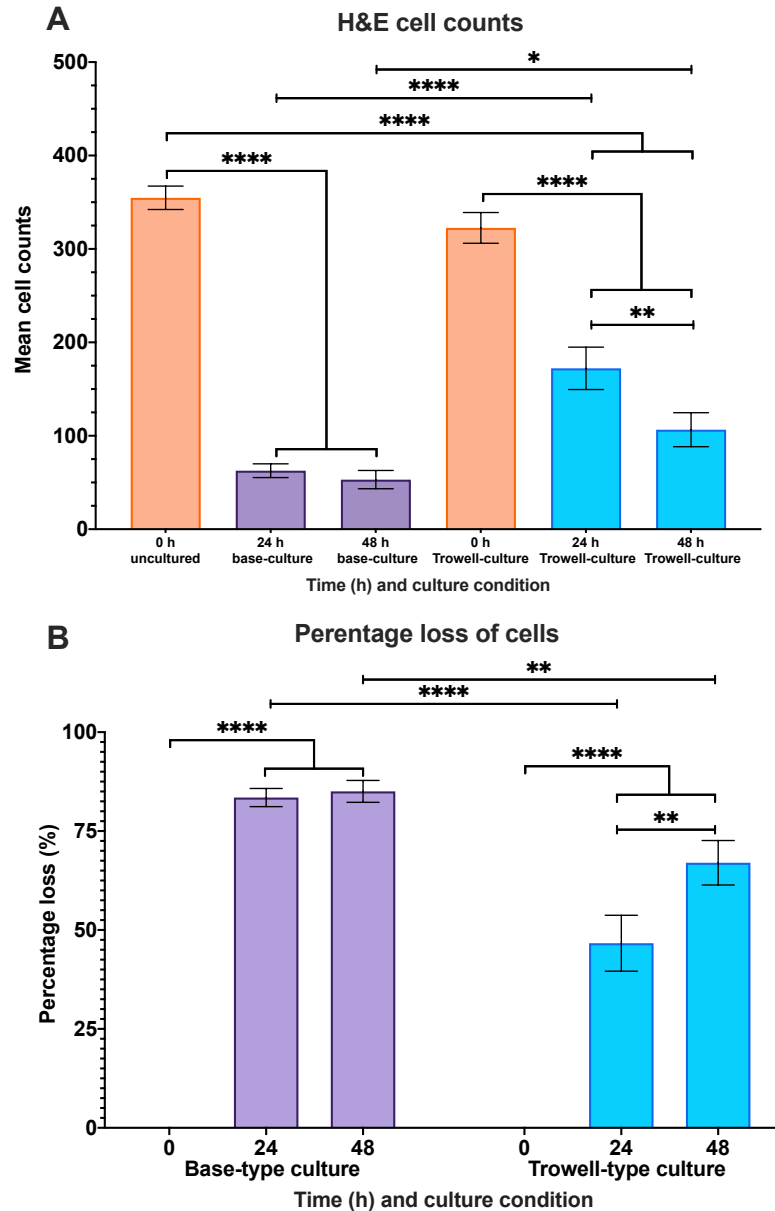 A
H&E cell counts
*
****
****
****
****
**
500
400
300
200
100
0
Mean cell counts
0 h
uncultured
24 h
base-culture
48 h
base-culture
0 h
Trowell-culture
24 h
Trowell-culture
48 h
Trowell-culture
Time (h) and culture condition
B
Perentage loss of cells
**
****
****
****
**
100
75
50
25
0
Percentage loss (%)
0 24 48 0 24 48
Base-type culture Trowell-type culture
Time (h) and culture condition